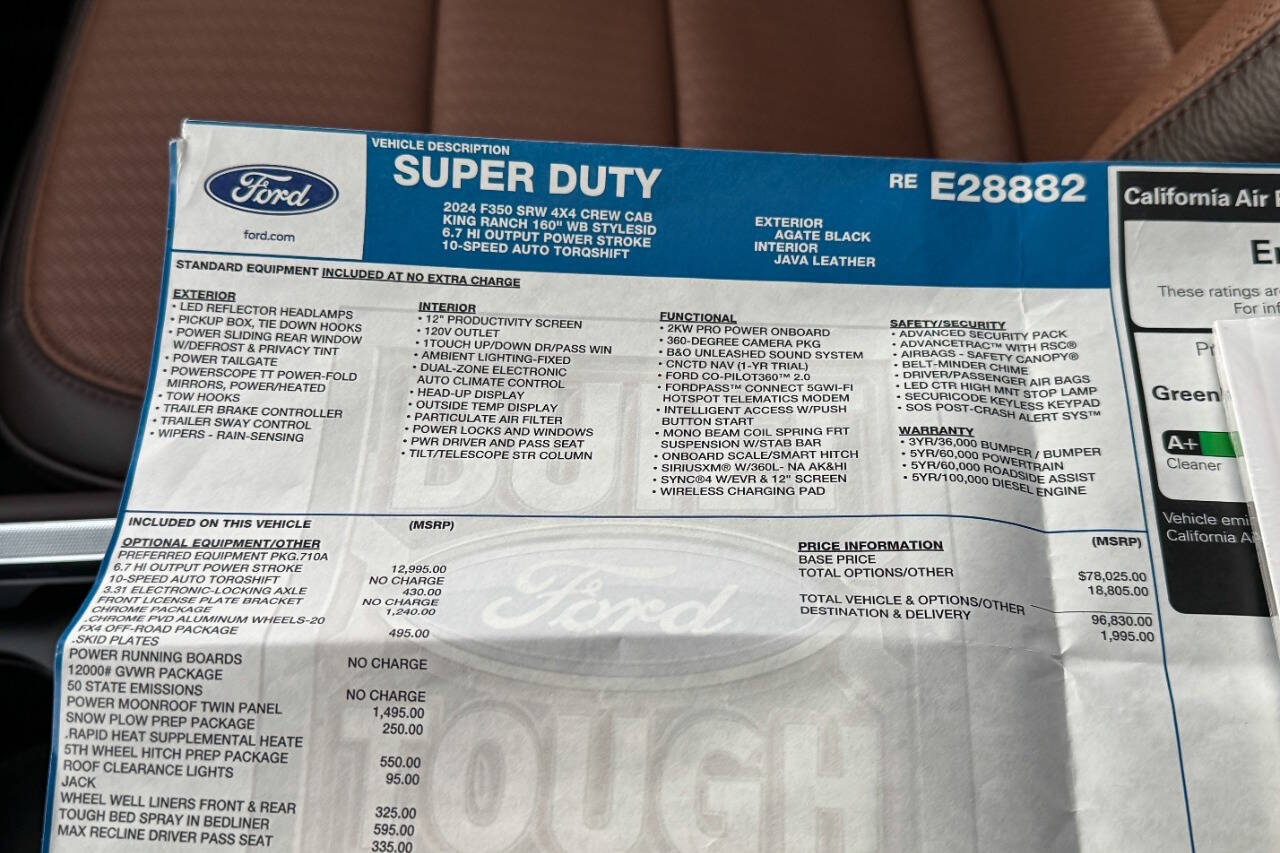 Ford
ford.com
VEHICLE DESCRIPTION
SUPER DUTY
2024 F350 SRW 4X4 CREW CAB
KING RANCH 160" WB STYLESID
6.7 HI OUTPUT POWER STROKE
10-SPEED AUTO TORQSHIFT
EXTERIOR
AGATE BLACK
INTERIOR
JAVA LEATHER
RE E28882
STANDARD EQUIPMENT INCLUDED AT NO EXTRA CHARGE
EXTERIOR
• LED REFLECTOR HEADLAMPS
• PICKUP BOX, TIE DOWN HOOKS
• POWER SLIDING REAR WINDOW
W/DEFROST & PRIVACY TINT
• POWER TAILGATE
• POWERSCOPE TT POWER-FOLD
MIRRORS, POWER/HEATED
• TOW HOOKS
• TRAILER BRAKE CONTROLLER
• TRAILER SWAY CONTROL
• WIPERS - RAIN-SENSING
INTERIOR
• 12" PRODUCTIVITY SCREEN
• 120V OUTLET
• 1TOUCH UP/DOWN DR/PASS WIN
• AMBIENT LIGHTING-FIXED
• DUAL-ZONE ELECTRONIC
AUTO CLIMATE CONTROL
• HEAD-UP DISPLAY
• OUTSIDE TEMP DISPLAY
• PARTICULATE AIR FILTER
• POWER LOCKS AND WINDOWS
• PWR DRIVER AND PASS SEAT
• TILT/TELESCOPE STR COLUMN
FUNCTIONAL
• 2KW PRO POWER ONBOARD
• 360-DEGREE CAMERA PKG
• B&O UNLEASHED SOUND SYSTEM
• CNCTD NAV (1-YR TRIAL)
• FORD CO-PILOT360™ 2.0
• FORDPASS™ CONNECT 5GWI-FI
HOTSPOT TELEMATICS MODEM
• INTELLIGENT ACCESS W/PUSH
BUTTON START
• MONO BEAM COIL SPRING FRT
SUSPENSION W/STAB BAR
• ONBOARD SCALE/SMART HITCH
• SIRIUSXM® W/360L- NA AK&HI
• SYNC®4 W/EVR & 12" SCREEN
• WIRELESS CHARGING PAD
SAFETY/SECURITY
• ADVANCED SECURITY PACK
• ADVANCETRAC™ WITH RSC®
• AIRBAGS - SAFETY CANOPY®
• BELT-MINDER CHIME
• DRIVER/PASSENGER AIR BAGS
• LED CTR HIGH MNT STOP LAMP
• SECURICODE KEYLESS KEYPAD
• SOS POST-CRASH ALERT SYS™
WARRANTY
• 3YR/36,000 BUMPER / BUMPER
• 5YR/60,000 POWERTRAIN
• 5YR/60,000 ROADSIDE ASSIST
• 5YR/100,000 DIESEL ENGINE
INCLUDED ON THIS VEHICLE (MSRP)
OPTIONAL EQUIPMENT/OTHER
PREFERRED EQUIPMENT PKG.710A 12,995.00
6.7 HI OUTPUT POWER STROKE NO CHARGE
10-SPEED AUTO TORQSHIFT 430.00
3.31 ELECTRONIC-LOCKING AXLE NO CHARGE
FRONT LICENSE PLATE BRACKET 1,240.00
CHROME PACKAGE
.CHROME PVD ALUMINUM WHEELS-20 495.00
FX4 OFF-ROAD PACKAGE
.SKID PLATES
POWER RUNNING BOARDS NO CHARGE
12000# GVWR PACKAGE
50 STATE EMISSIONS NO CHARGE
POWER MOONROOF TWIN PANEL 1,495.00
SNOW PLOW PREP PACKAGE 250.00
.RAPID HEAT SUPPLEMENTAL HEATE
5TH WHEEL HITCH PREP PACKAGE 550.00
ROOF CLEARANCE LIGHTS 95.00
JACK
WHEEL WELL LINERS FRONT & REAR 325.00
TOUGH BED SPRAY IN BEDLINER 595.00
MAX RECLINE DRIVER PASS SEAT 335.00
PRICE INFORMATION (MSRP)
BASE PRICE $78,025.00
TOTAL OPTIONS/OTHER 18,805.00
TOTAL VEHICLE & OPTIONS/OTHER 96,830.00
DESTINATION & DELIVERY 1,995.00
BUILT
Ford
TOUGH
California Air
These ratings
For
Green
A+
Cleaner
Vehicle
California